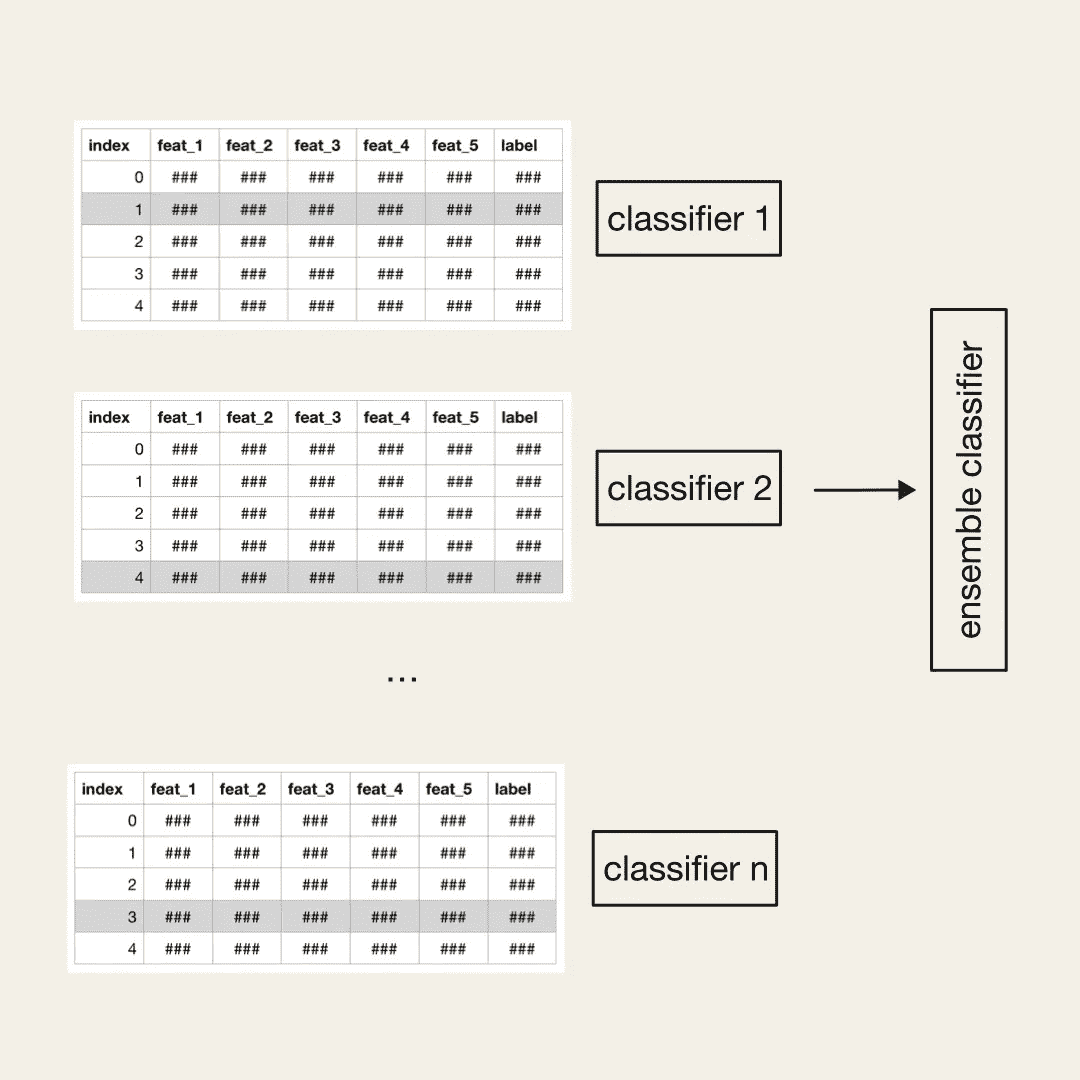 index feat_1 feat_2 feat_3 feat_4 feat_5 label
0 ### ### ### ### ### ###
1 ### ### ### ### ### ###
2 ### ### ### ### ### ###
3 ### ### ### ### ### ###
4 ### ### ### ### ### ###
classifier 1
index feat_1 feat_2 feat_3 feat_4 feat_5 label
0 ### ### ### ### ### ###
1 ### ### ### ### ### ###
2 ### ### ### ### ### ###
3 ### ### ### ### ### ###
4 ### ### ### ### ### ###
classifier 2
ensemble classifier
...
index feat_1 feat_2 feat_3 feat_4 feat_5 label
0 ### ### ### ### ### ###
1 ### ### ### ### ### ###
2 ### ### ### ### ### ###
3 ### ### ### ### ### ###
4 ### ### ### ### ### ###
classifier n